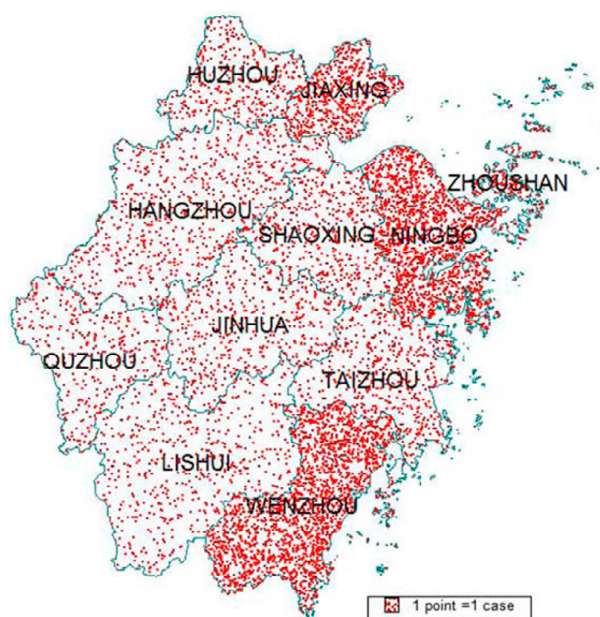 HUZHOU
JIAXING
ZHOUSHAN
HANGZHOU
SHAOXING
NINGBO
JINHUA
QUZHOU
TAIZHOU
LISHUI
WENZHOU
1 point =1 case